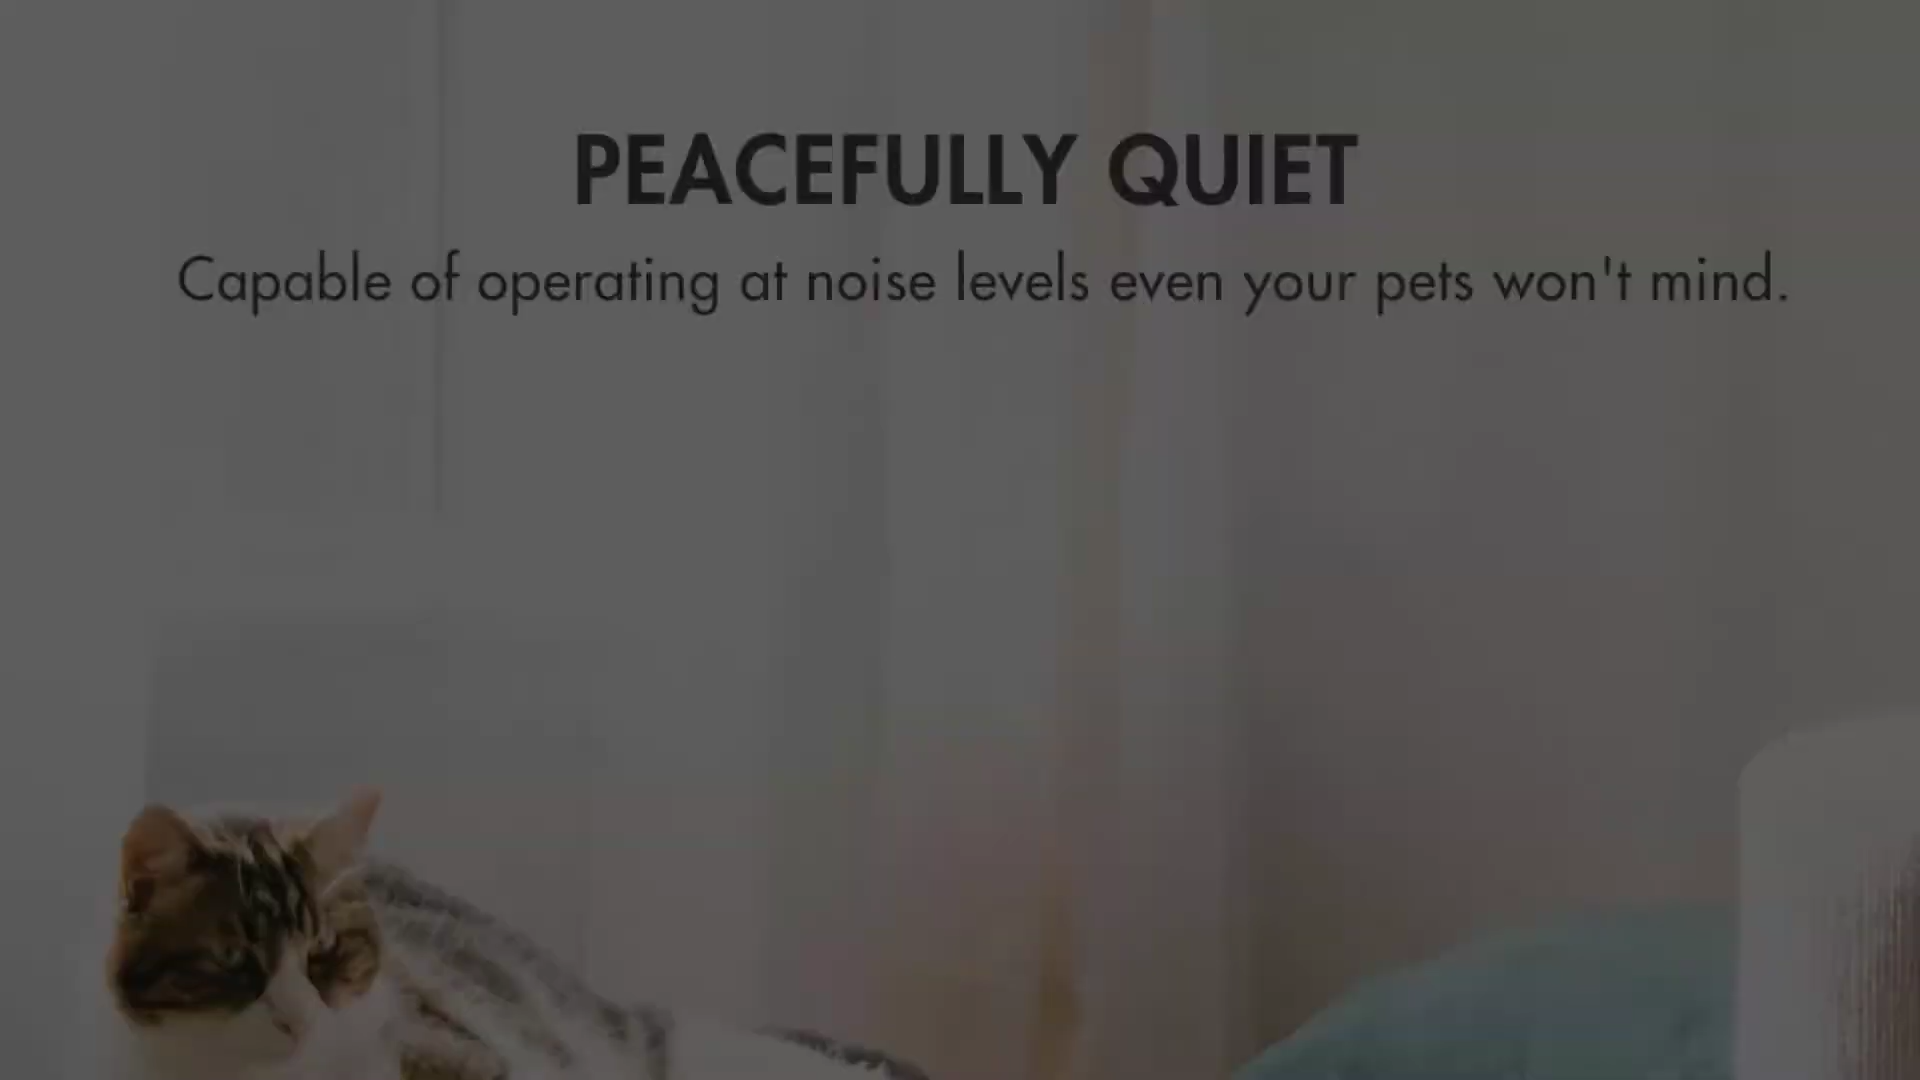 PEACEFULLY QUIET
Capable of operating at noise levels even your pets won't mind.